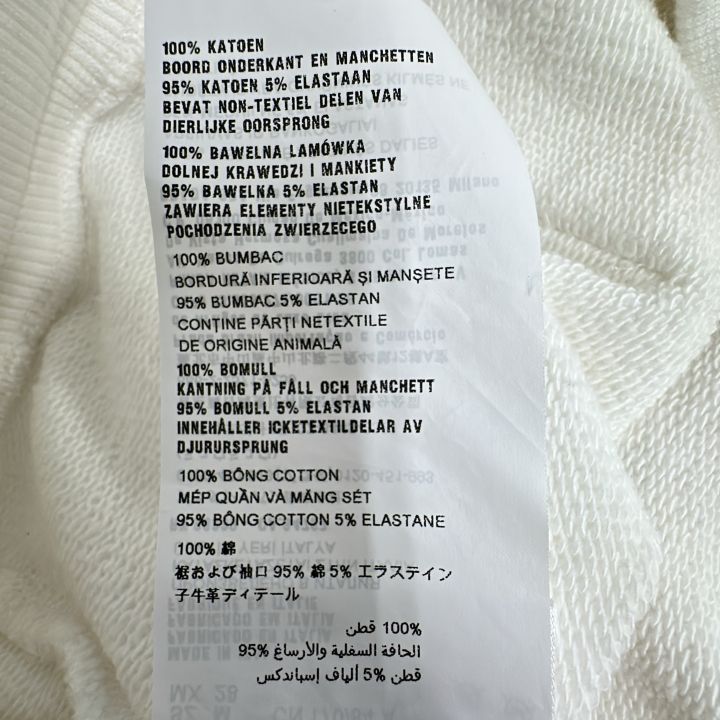 100% KATOEN
BOORD ONDERKANT EN MANCHETTEN
95% KATOEN 5% ELASTAAN
BEVAT NON-TEXTIEL DELEN VAN
DIERLIJKE OORSPRONG
100% BAWEŁNA LAMÓWKA
DOLNEJ KRAWEDZI I MANKIETY
95% BAWEŁNA 5% ELASTAN
ZAWIERA ELEMENTY NIETEKSTYLNE
POCHODZENIA ZWIERZECEGO
100% BUMBAC
BORDURĂ INFERIOARĂ ȘI MANȘETE
95% BUMBAC 5% ELASTAN
CONȚINE PĂRȚI NETEXTILE
DE ORIGINE ANIMALĂ
100% BOMULL
KANTNING PÅ FÅLL OCH MANCHETT
95% BOMULL 5% ELASTAN
INNEHÅLLER ICKETEXTILDELAR AV
DJURURSPRUNG
100% BÔNG COTTON
MÉP QUẦN VÀ MĂNG SÉT
95% BÔNG COTTON 5% ELASTANE
100% 綿
裾および袖口 95% 綿 5% エラステイン
子牛革ディテール
100% قطن
الحافة السفلية والأرساغ 95%
قطن 5% ألياف إسباندكس